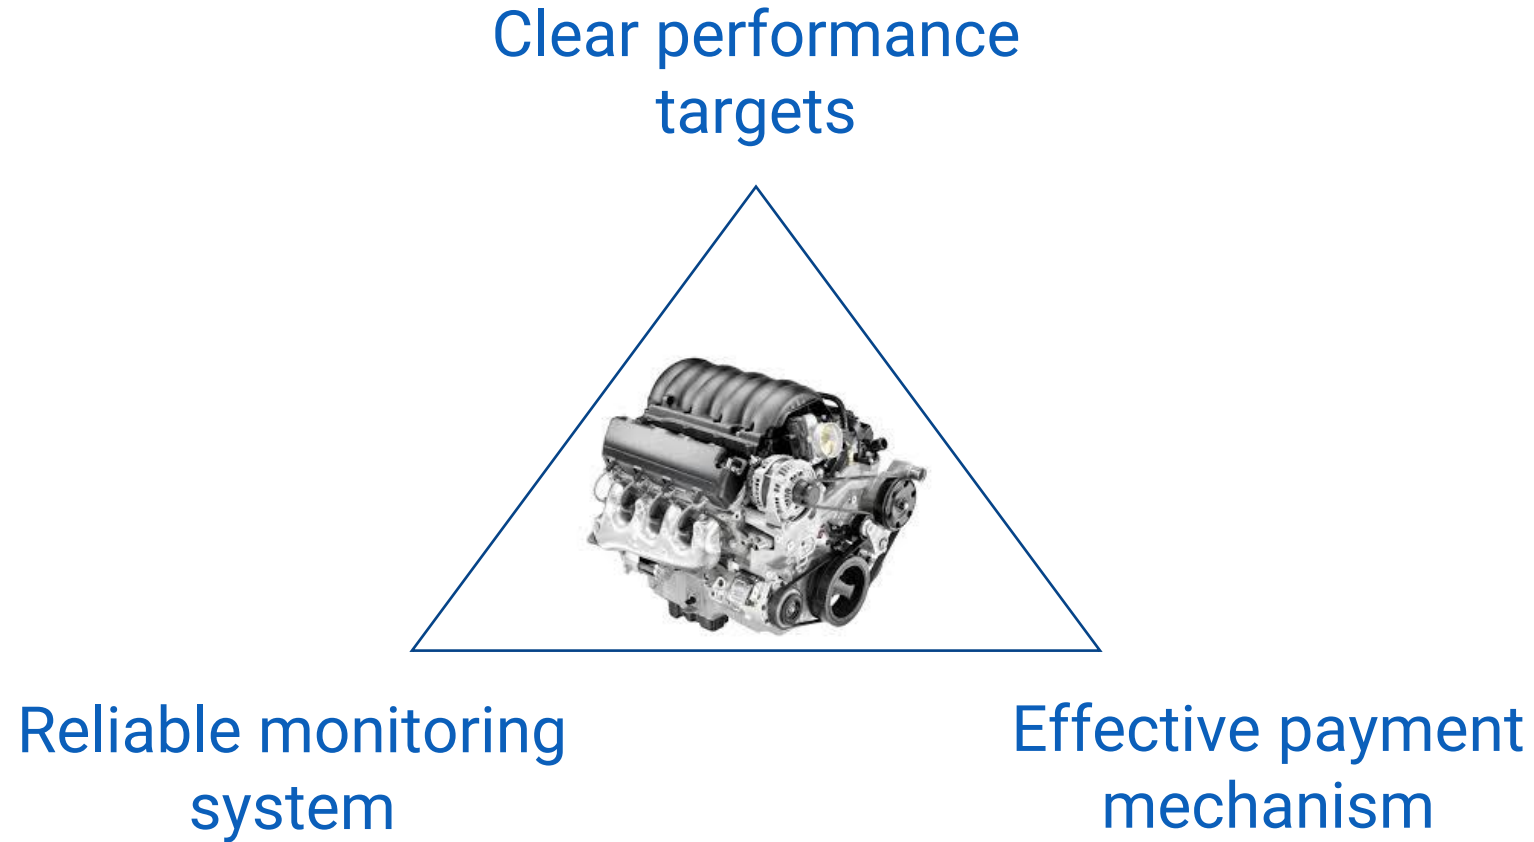 Clear performance
targets
Reliable monitoring
system
Effective payment
mechanism